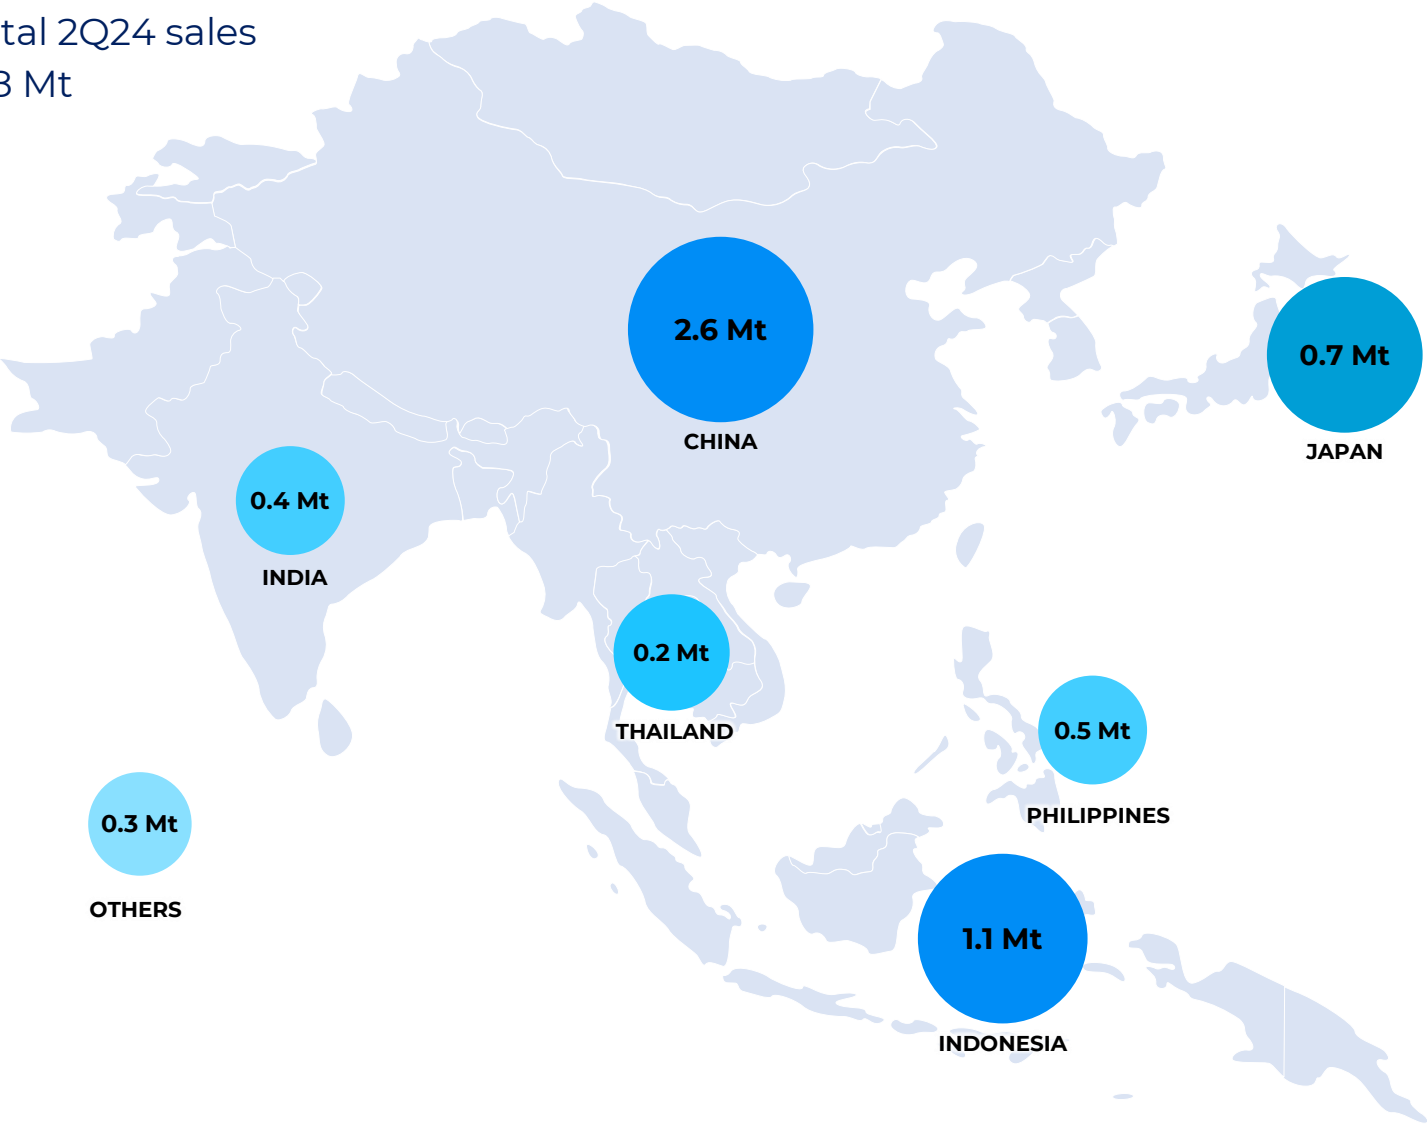 tal 2Q24 sales
8 Mt
2.6 Mt
CHINA
0.7 Mt
JAPAN
0.4 Mt
INDIA
0.2 Mt
THAILAND
0.5 Mt
PHILIPPINES
0.3 Mt
OTHERS
1.1 Mt
INDONESIA